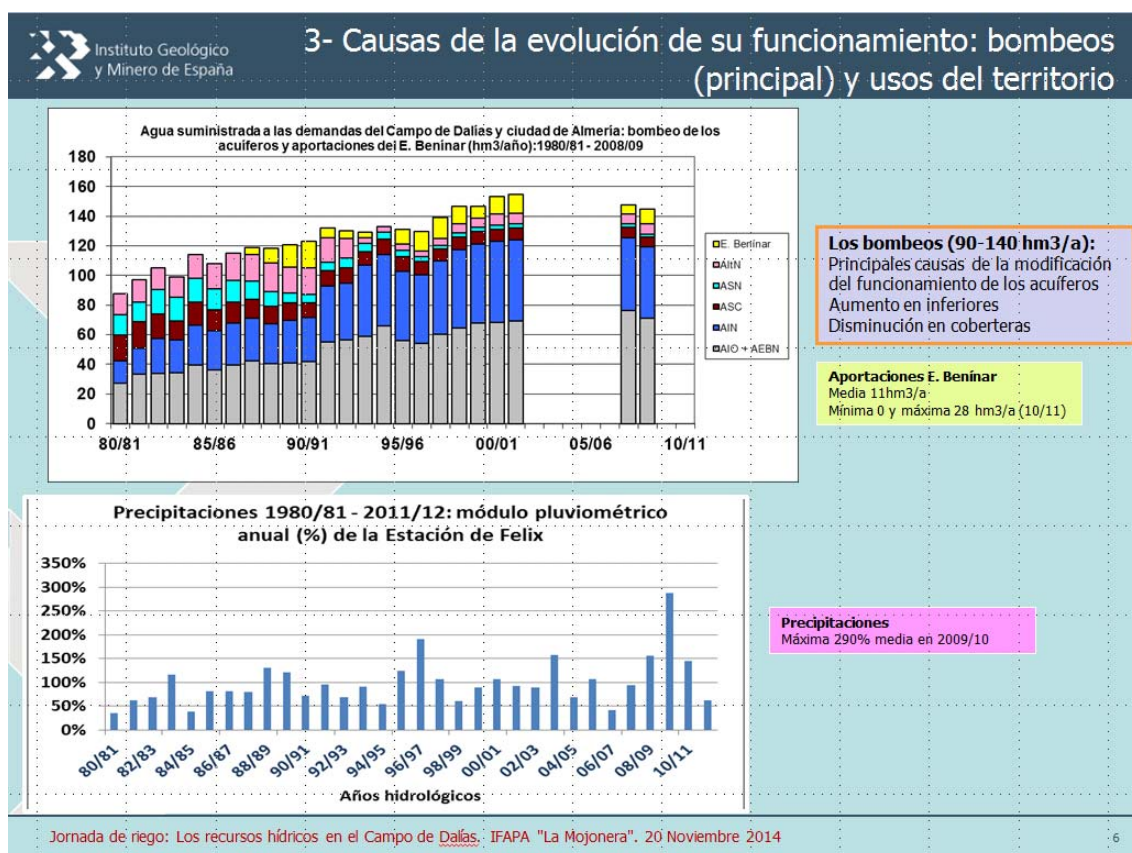 Instituto Geológico
y Minero de España
3- Causas de la evolución de su funcionamiento: bombeos
(principal) y usos del territorio
Agua suministrada a las demandas del Campo de Dalías y ciudad de Almería: bombeo de los
acuíferos y aportaciones del E. Benínar (hm3/año):1980/81 - 2008/09
180
160
140
120
100
80
60
40
20
0
80/81 85/86 90/91 95/96 00/01 05/06 10/11
E. Benínar
AltN
ASN
ASC
AIN
AIO + AEBN
Los bombeos (90-140 hm3/a):
Principales causas de la modificación
del funcionamiento de los acuíferos
Aumento en inferiores
Disminución en coberteras
Aportaciones E. Benínar
Media 11hm3/a
Mínima 0 y máxima 28 hm3/a (10/11)
Precipitaciones 1980/81 - 2011/12: módulo pluviométrico
anual (%) de la Estación de Felix
350%
300%
250%
200%
150%
100%
50%
0%
80/81 82/83 84/85 86/87 88/89 90/91 92/93 94/95 96/97 98/99 00/01 02/03 04/05 06/07 08/09 10/11
Años hidrológicos
Precipitaciones
Máxima 290% media en 2009/10
Jornada de riego: Los recursos hídricos en el Campo de Dalías. IFAPA "La Mojonera". 20 Noviembre 2014
6